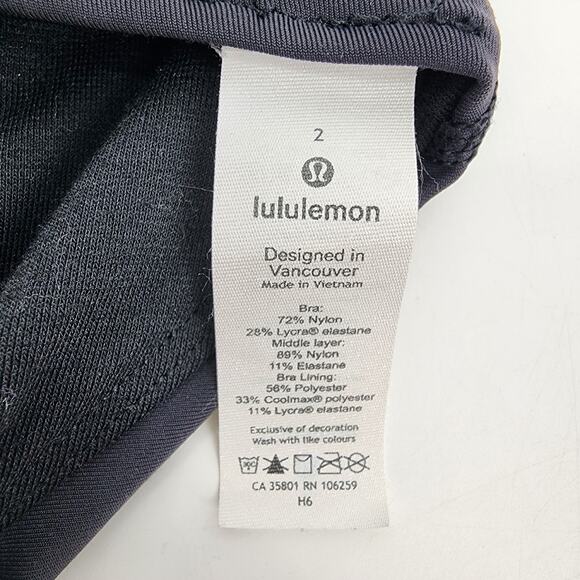 2
lululemon
Designed in
Vancouver
Made in Vietnam
Bra:
72% Nylon
28% Lycra® elastane
Middle layer:
89% Nylon
11% Elastane
Bra Lining:
56% Polyester
33% Coolmax® polyester
11% Lycra® elastane
Exclusive of decoration
Wash with like colours
CA 35801 RN 106259
H6